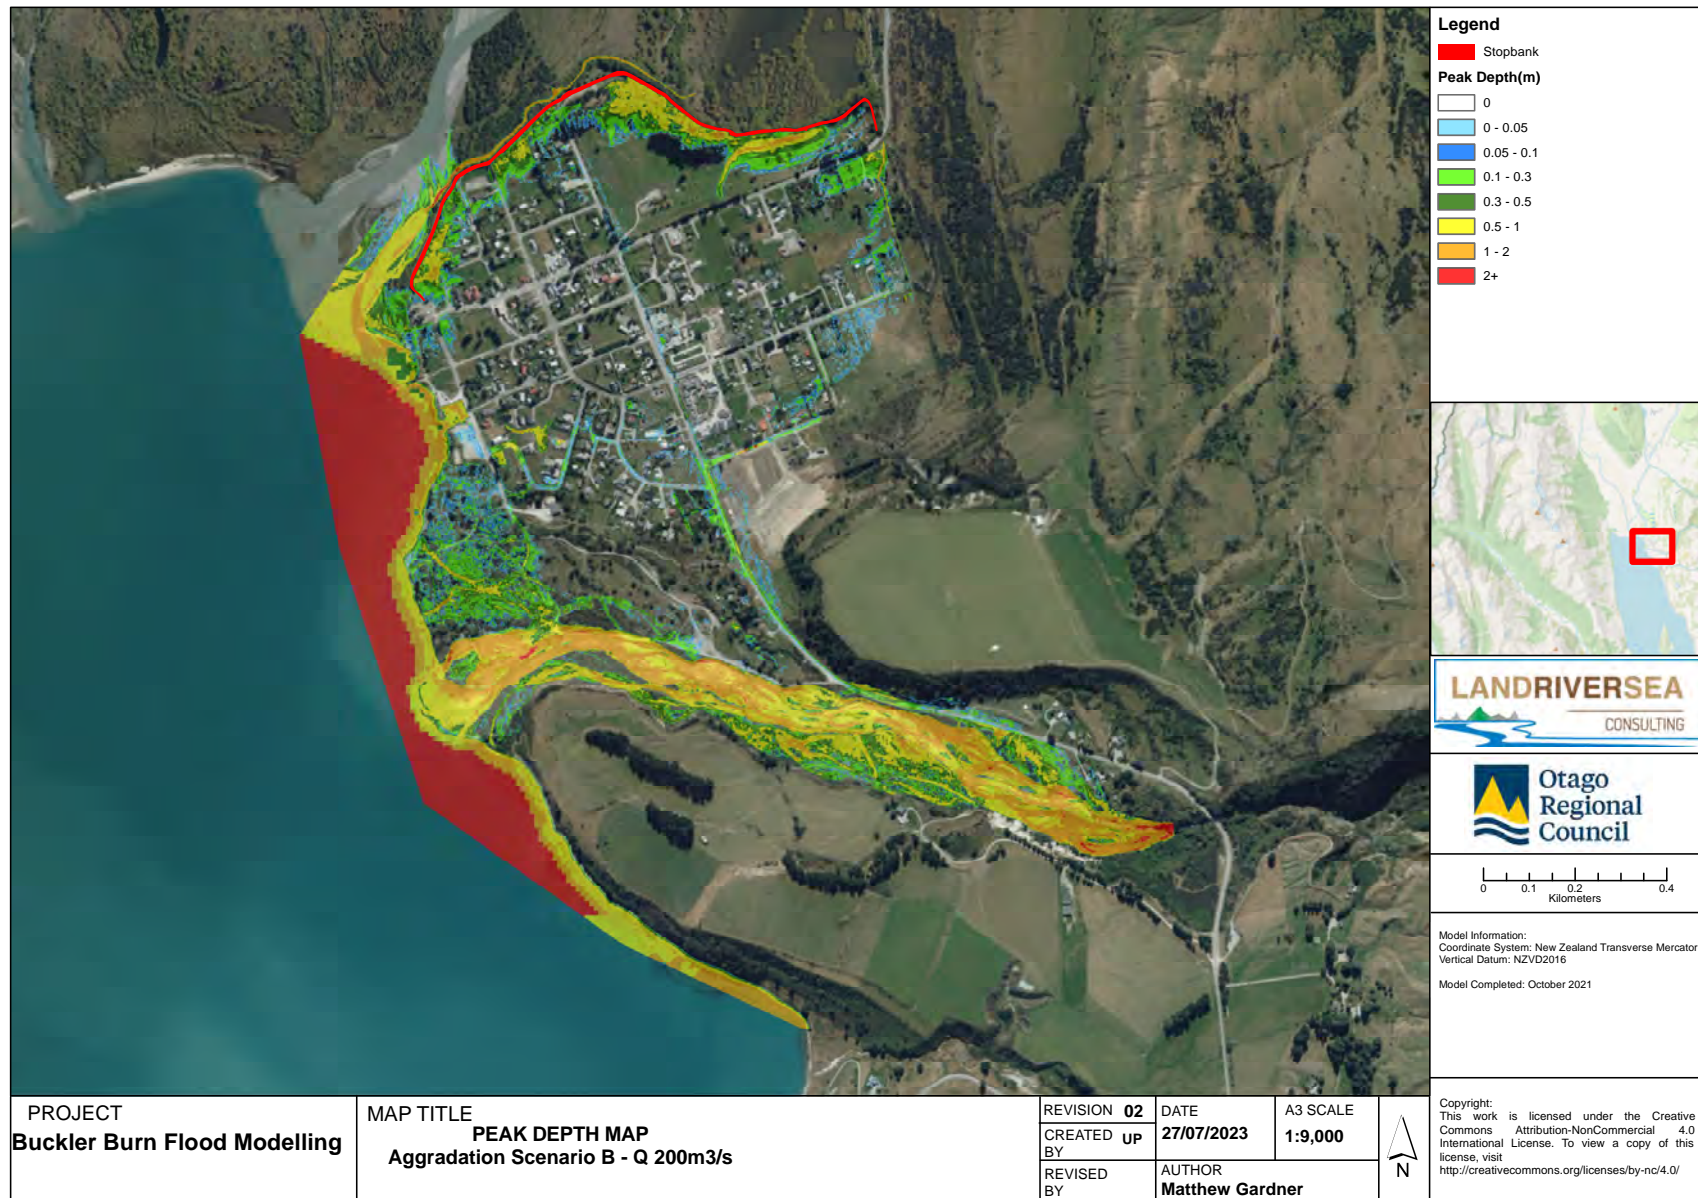 Legend
Stopbank
Peak Depth(m)
0
0 - 0.05
0.05 - 0.1
0.1 - 0.3
0.3 - 0.5
0.5 - 1
1 - 2
2+
LANDRIVERSEA
CONSULTING
Otago
Regional
Council
0 0.1 0.2 0.4
Kilometers
Model Information:
Coordinate System: New Zealand Transverse Mercator
Vertical Datum: NZVD2016
Model Completed: October 2021
Copyright:
This work is licensed under the Creative
Commons Attribution-NonCommercial 4.0
International License. To view a copy of this
license, visit
http://creativecommons.org/licenses/by-nc/4.0/
PROJECT
Buckler Burn Flood Modelling
MAP TITLE
PEAK DEPTH MAP
Aggradation Scenario B - Q 200m3/s
REVISION 02
CREATED BY UP
REVISED BY
DATE
27/07/2023
A3 SCALE
1:9,000
AUTHOR
Matthew Gardner
N